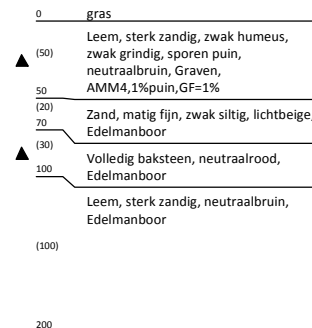 0 gras
(50) Leem, sterk zandig, zwak humeus,
zwak grindig, sporen puin,
neutraalbruin, Graven,
50 AMM4,1%puin,GF=1%
(20) Zand, matig fijn, zwak siltig, lichtbeige,
70 Edelmanboor
(30) Volledig baksteen, neutraalrood,
100 Edelmanboor
Leem, sterk zandig, neutraalbruin,
Edelmanboor
(100)
200